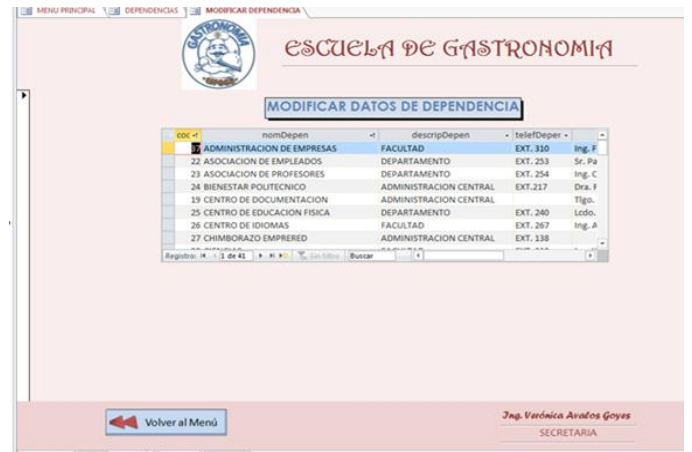 MENU PRINCIPAL DEPENDENCIAS MODIFICAR DEPENDENCIA
GASTRONOMIA
ESCUELA DE GASTRONOMIA
MODIFICAR DATOS DE DEPENDENCIA
coc nomDepen descripDepen telefDeper
37 ADMINISTRACION DE EMPRESAS FACULTAD EXT. 310 Ing. F
22 ASOCIACION DE EMPLEADOS DEPARTAMENTO EXT. 253 Sr. Pa
23 ASOCIACION DE PROFESORES DEPARTAMENTO EXT. 254 Ing. C
24 BIENESTAR POLITECNICO ADMINISTRACION CENTRAL EXT.217 Dra. F
19 CENTRO DE DOCUMENTACION ADMINISTRACION CENTRAL Tlgo.
25 CENTRO DE EDUCACION FISICA DEPARTAMENTO EXT. 240 Lcdo.
26 CENTRO DE IDIOMAS FACULTAD EXT. 267 Ing. A
27 CHIMBORAZO EMPRERED ADMINISTRACION CENTRAL EXT. 138
Registro: 1 de 41 Sin filtro Buscar
Volver al Menú
Ing. Verónica Avalos Goyes
SECRETARIA